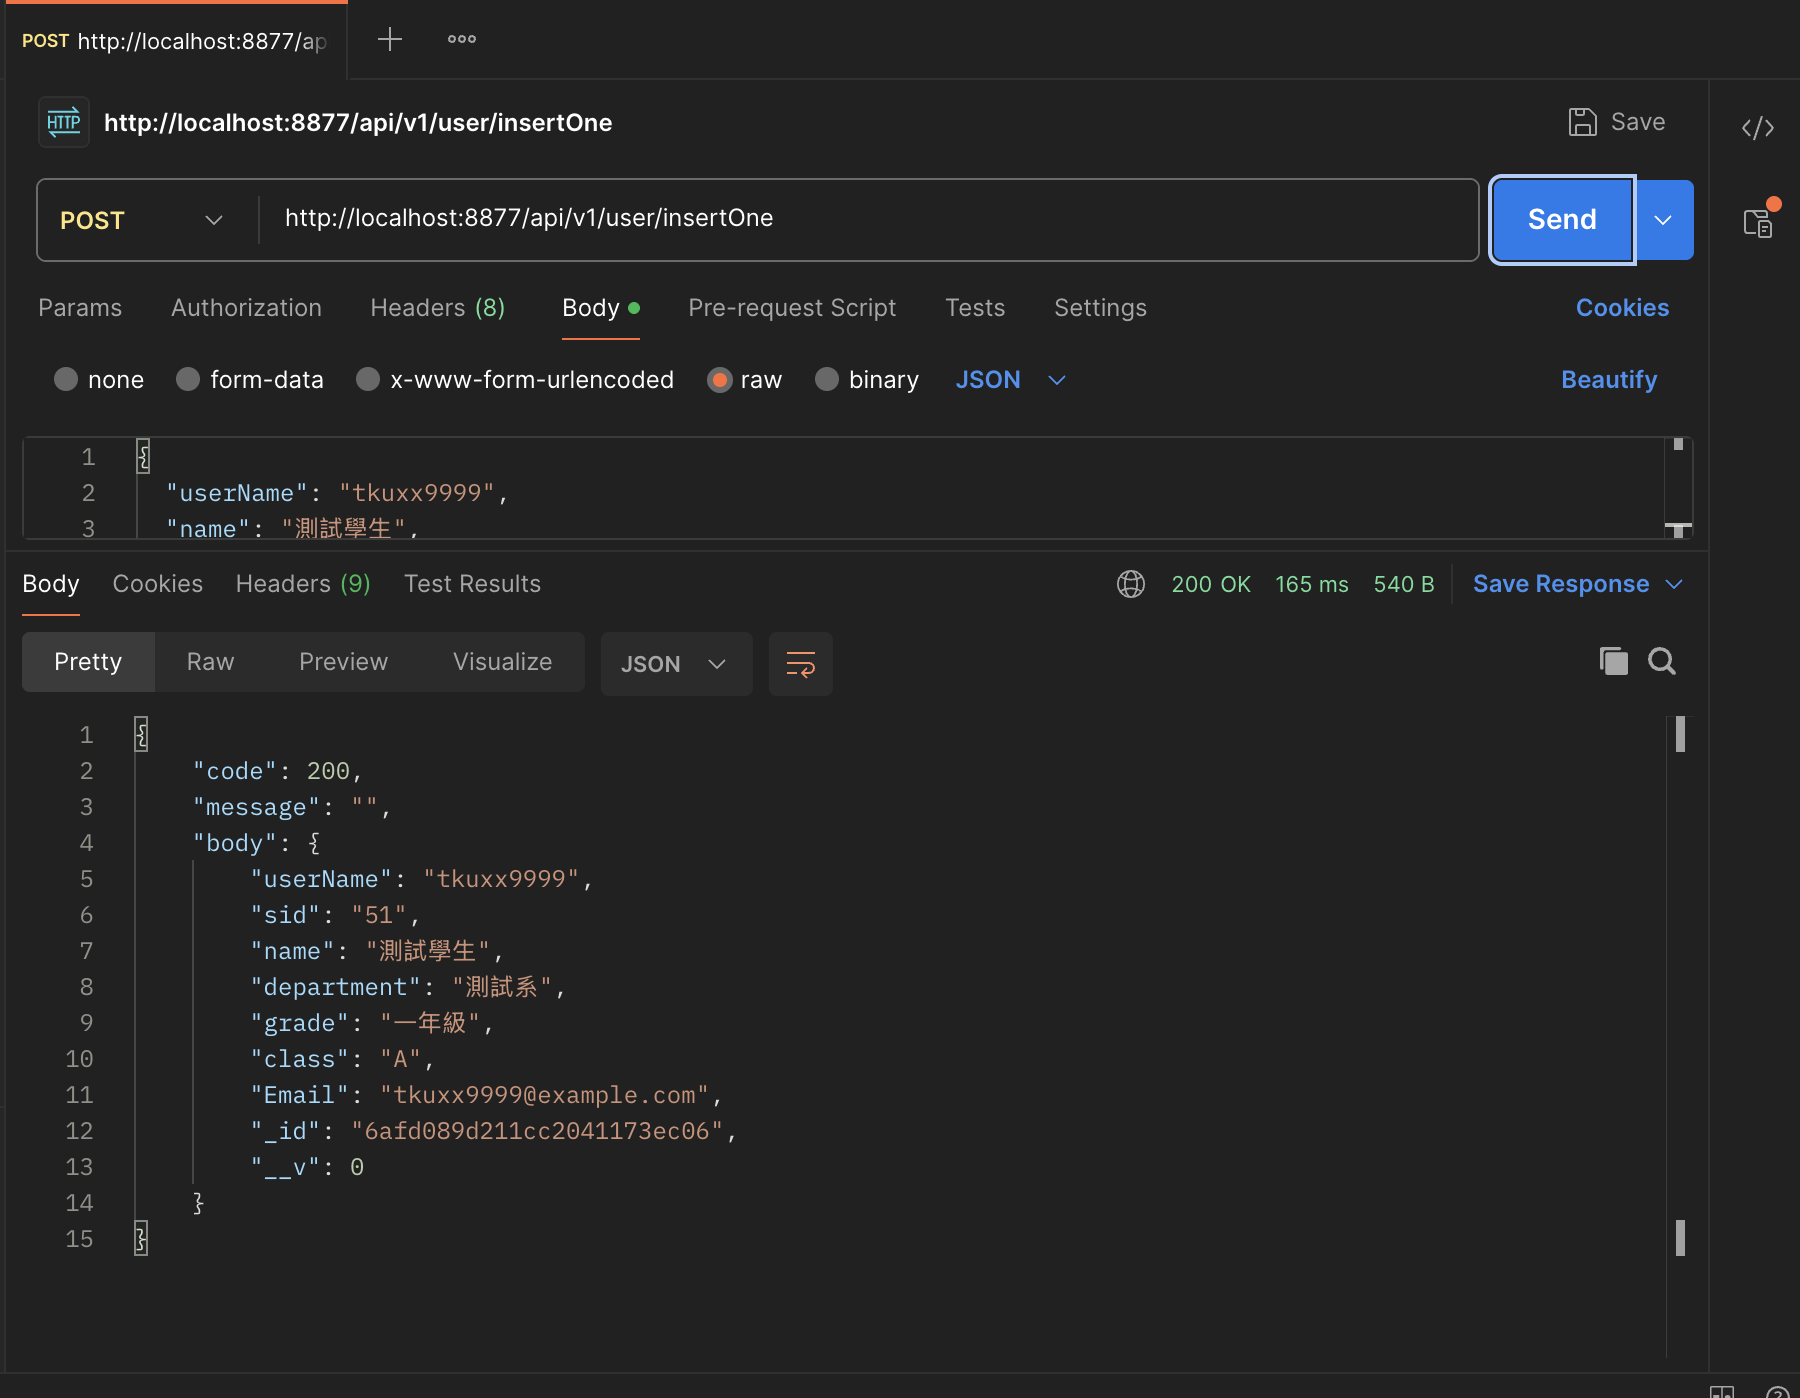 POST http://localhost:8877/ap
HTTP http://localhost:8877/api/v1/user/insertOne
Save
POST http://localhost:8877/api/v1/user/insertOne Send
Params Authorization Headers (8) Body Pre-request Script Tests Settings Cookies
none form-data x-www-form-urlencoded raw binary JSON Beautify
1 {
2 "userName": "tkuxx9999",
3 "name": "測試學生",
Body Cookies Headers (9) Test Results 200 OK 165 ms 540 B Save Response
Pretty Raw Preview Visualize JSON
1 {
2 "code": 200,
3 "message": "",
4 "body": {
5 "userName": "tkuxx9999",
6 "sid": "51",
7 "name": "測試學生",
8 "department": "測試系",
9 "grade": "一年級",
10 "class": "A",
11 "Email": "tkuxx9999@example.com",
12 "_id": "6afd089d211cc2041173ec06",
13 "__v": 0
14 }
15 }